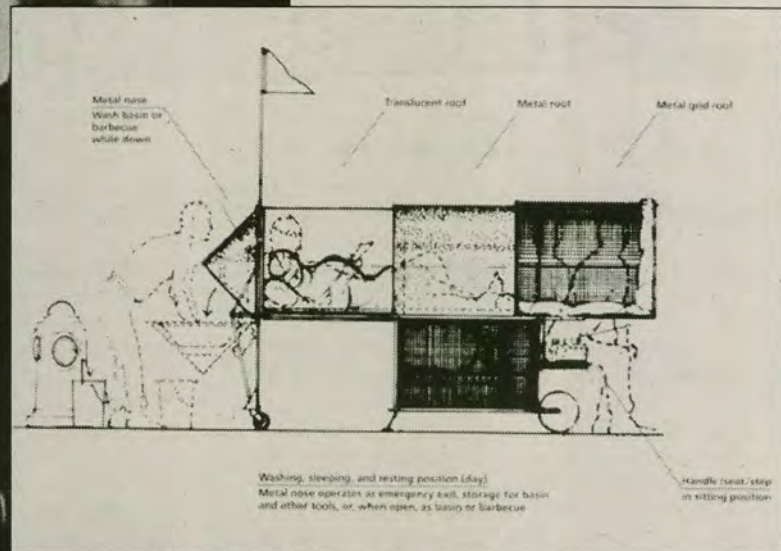 Metal nose
Wash basin or
barbecue
while down
Translucent roof
Metal roof
Metal grid roof
Washing, sleeping, and resting position (day)
Metal nose operates as emergency exit, storage for basin
and other tools, or, when open, as basin or barbecue
Handle/seat/step
in sitting position